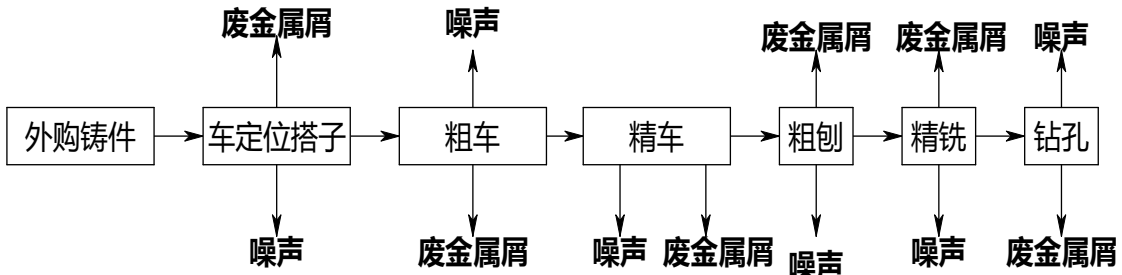 废金属屑 噪声 废金属屑 废金属屑 噪声
外购铸件 车定位搭子 粗车 精车 粗刨 精铣 钻孔
噪声 废金属屑 噪声 废金属屑 噪声 噪声 废金属屑